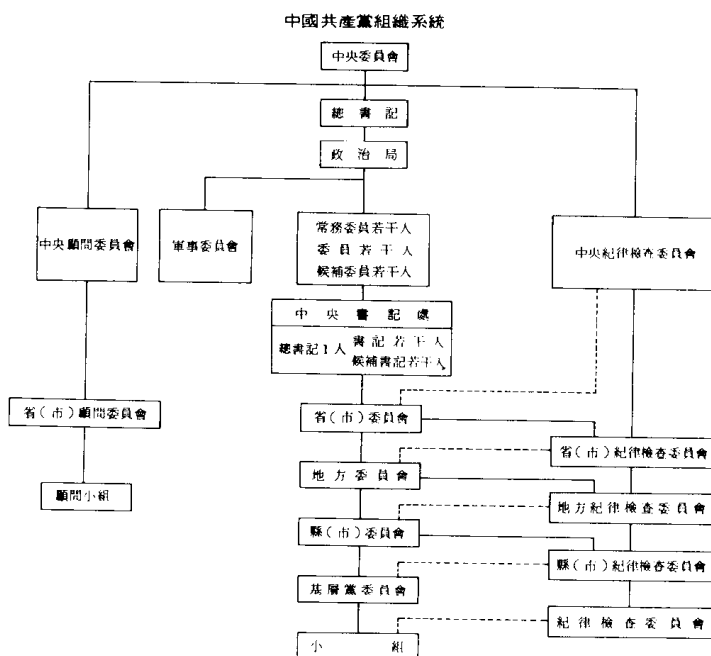 中國共產黨組織系統
中央委員會
總書記
政治局
中央顧問委員會
軍事委員會
常務委員若干人
委員若干人
候補委員若干人
中央紀律檢查委員會
中央書記處
總書記1人
書記若干人
候補書記若干人
省(市)顧問委員會
省(市)委員會
省(市)紀律檢查委員會
顧問小組
地方委員會
地方紀律檢查委員會
縣(市)委員會
縣(市)紀律檢查委員會
基層黨委員會
紀律檢查委員會
小組